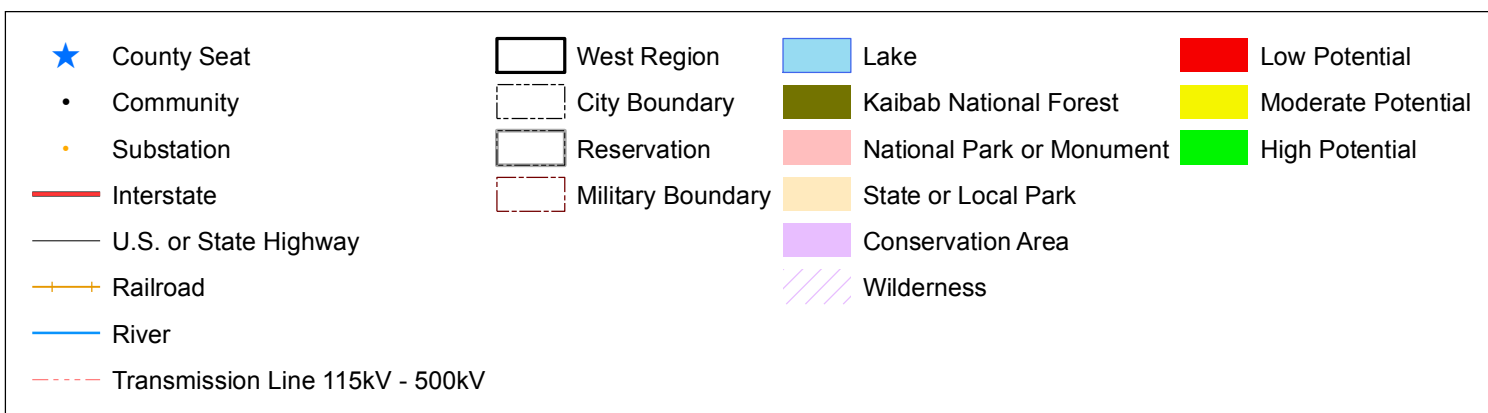 County Seat
Community
Substation
Interstate
U.S. or State Highway
Railroad
River
Transmission Line 115kV - 500kV
West Region
City Boundary
Reservation
Military Boundary
Lake
Kaibab National Forest
National Park or Monument
State or Local Park
Conservation Area
Wilderness
Low Potential
Moderate Potential
High Potential